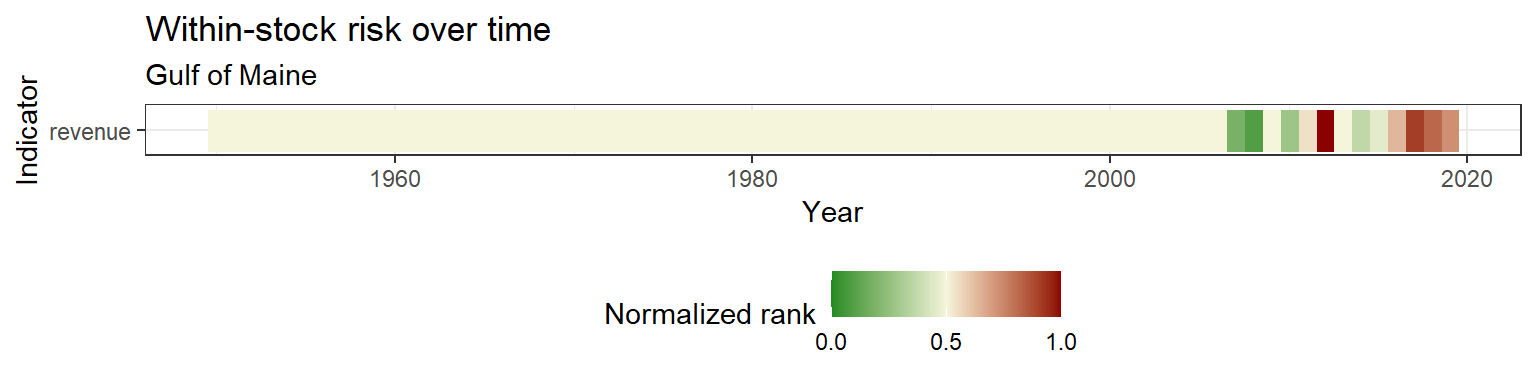 Within-stock risk over time
Gulf of Maine
Indicator
revenue
1960 1980 2000 2020
Year
Normalized rank
0.0 0.5 1.0